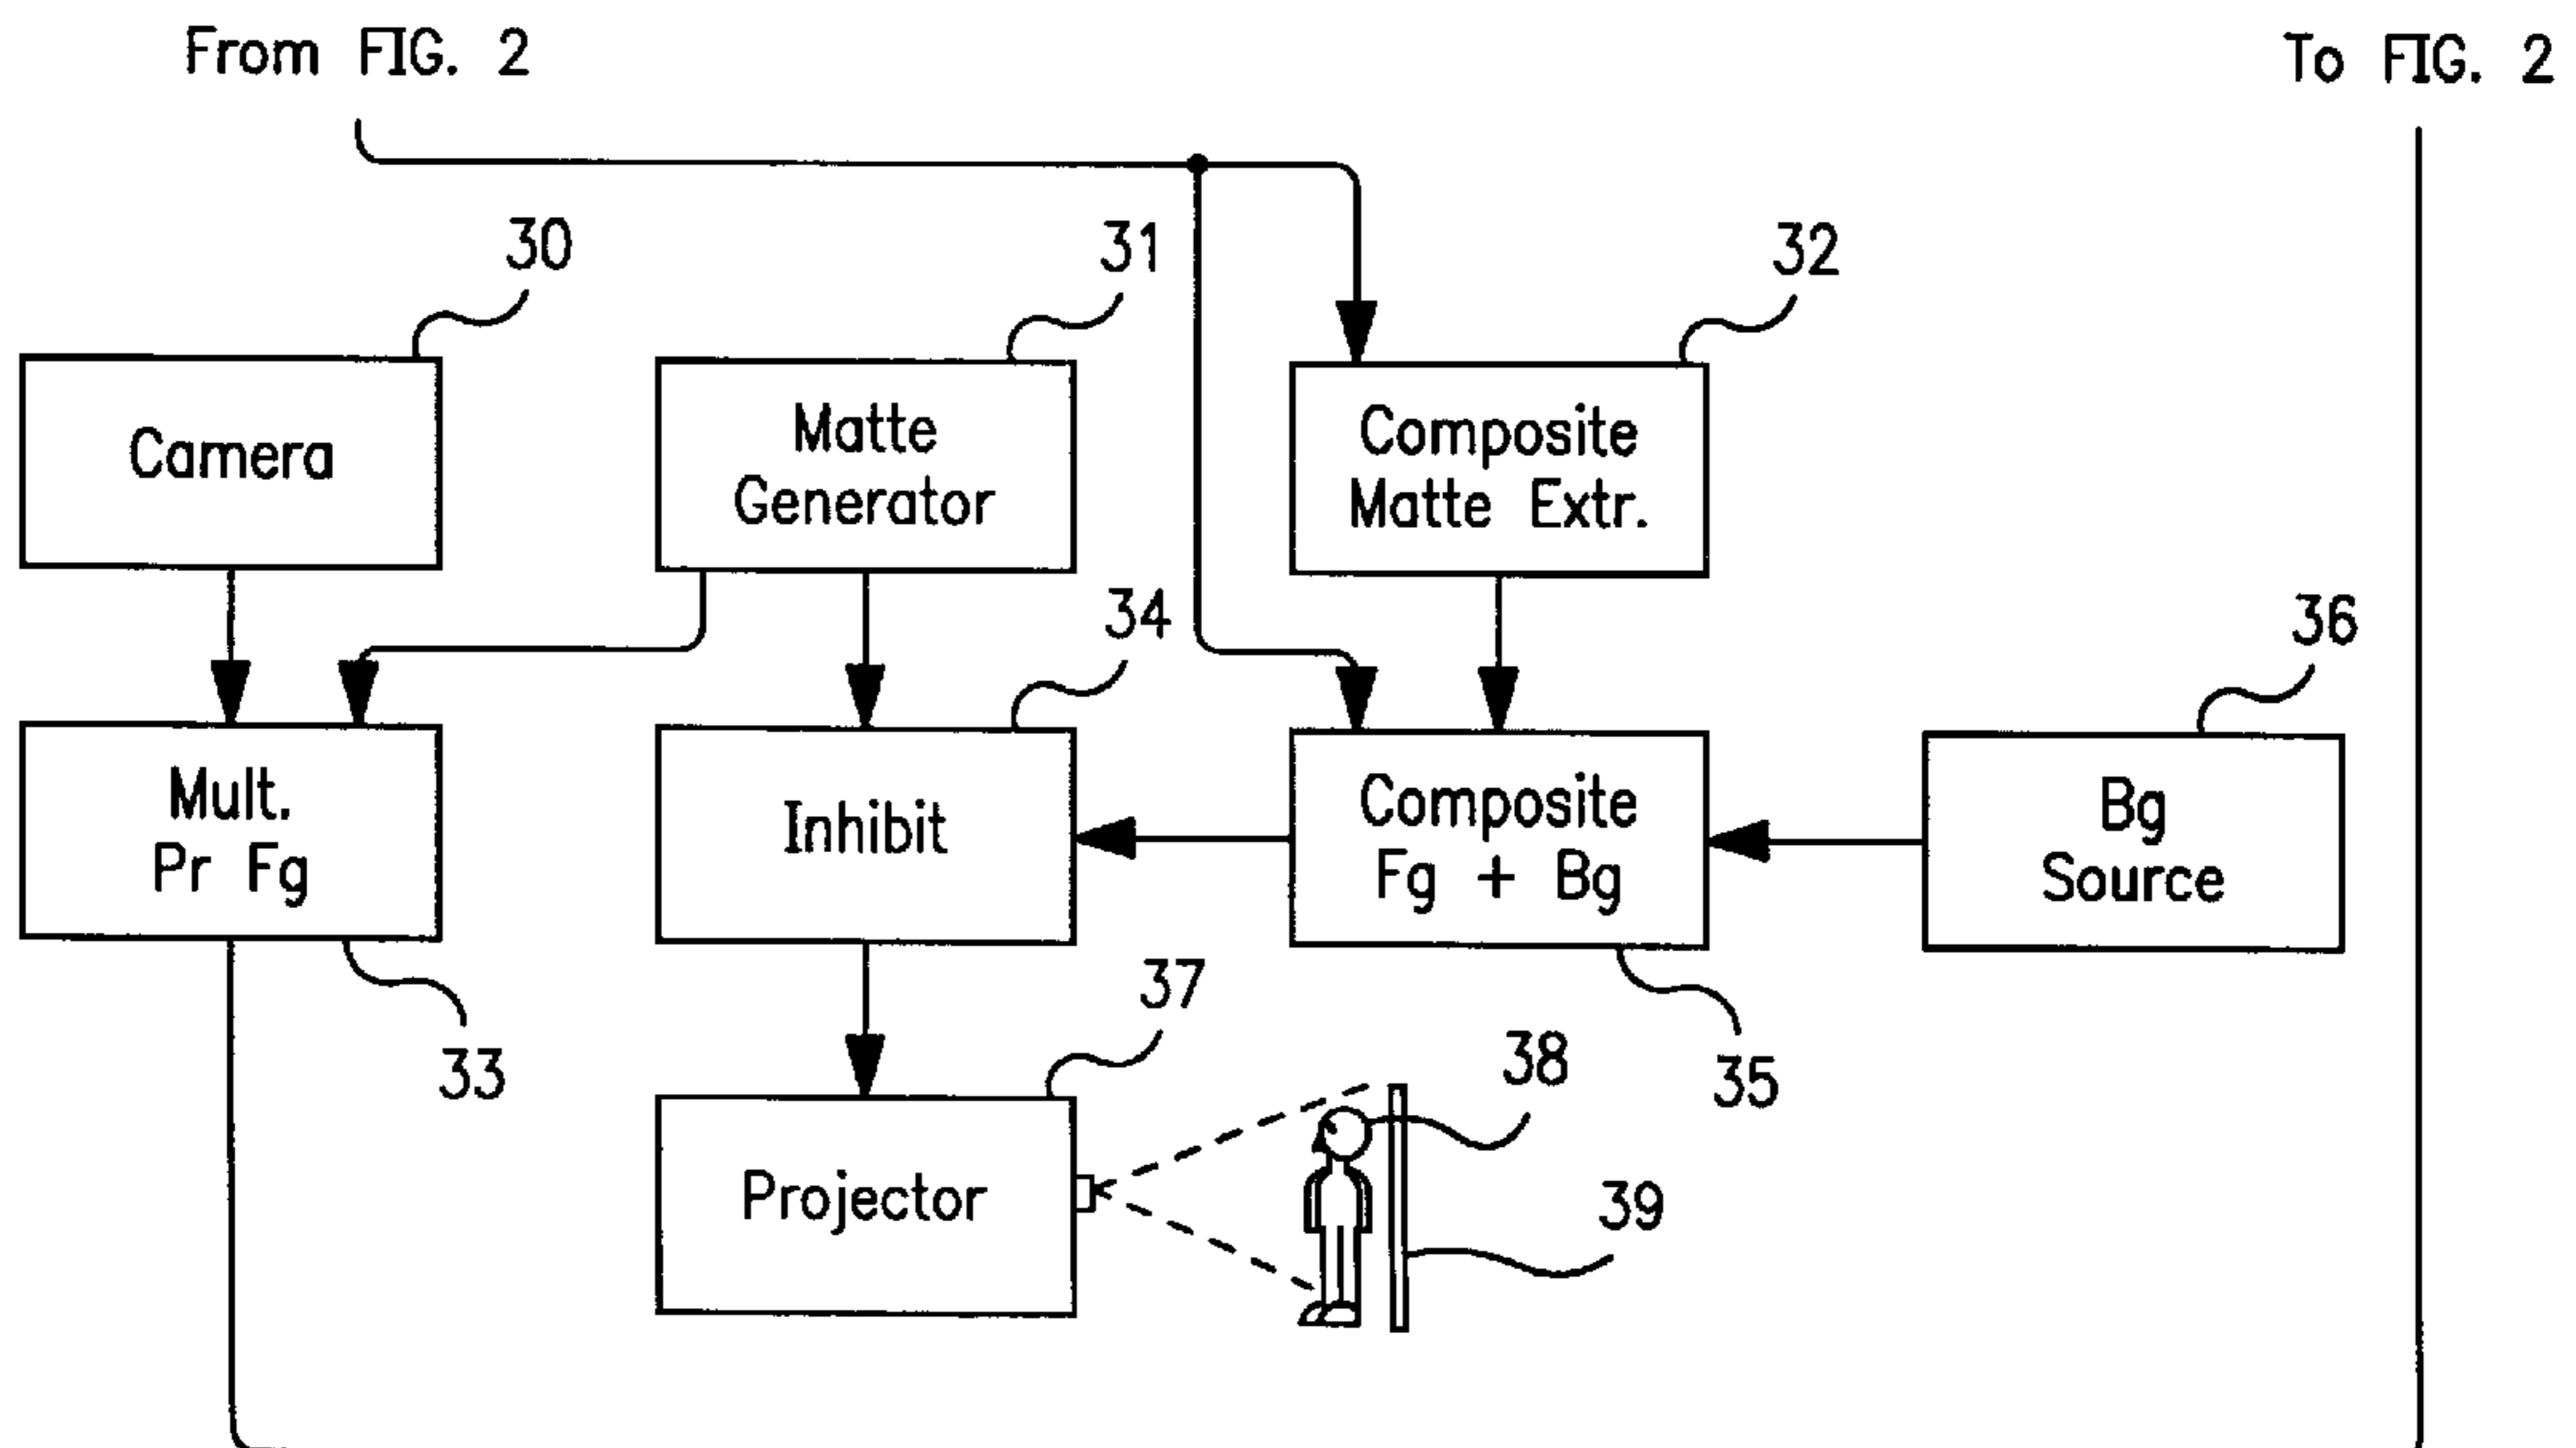 From FIG. 2
To FIG. 2
30
31
32
Camera
Matte
Generator
Composite
Matte Extr.
34
36
Mult.
Pr Fg
Inhibit
Composite
Fg + Bg
Bg
Source
33
37
38
35
Projector
39